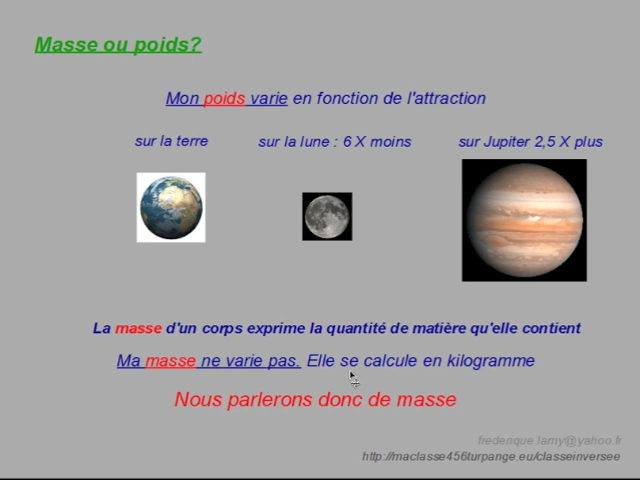 Masse ou poids?
Mon poids varie en fonction de l'attraction
sur la terre
sur la lune : 6 X moins
sur Jupiter 2,5 X plus
La masse d'un corps exprime la quantité de matière qu'elle contient
Ma masse ne varie pas. Elle se calcule en kilogramme
Nous parlerons donc de masse
frederique.lamy@yahoo.fr
http://maclasse456turpange.eu/classeinversee